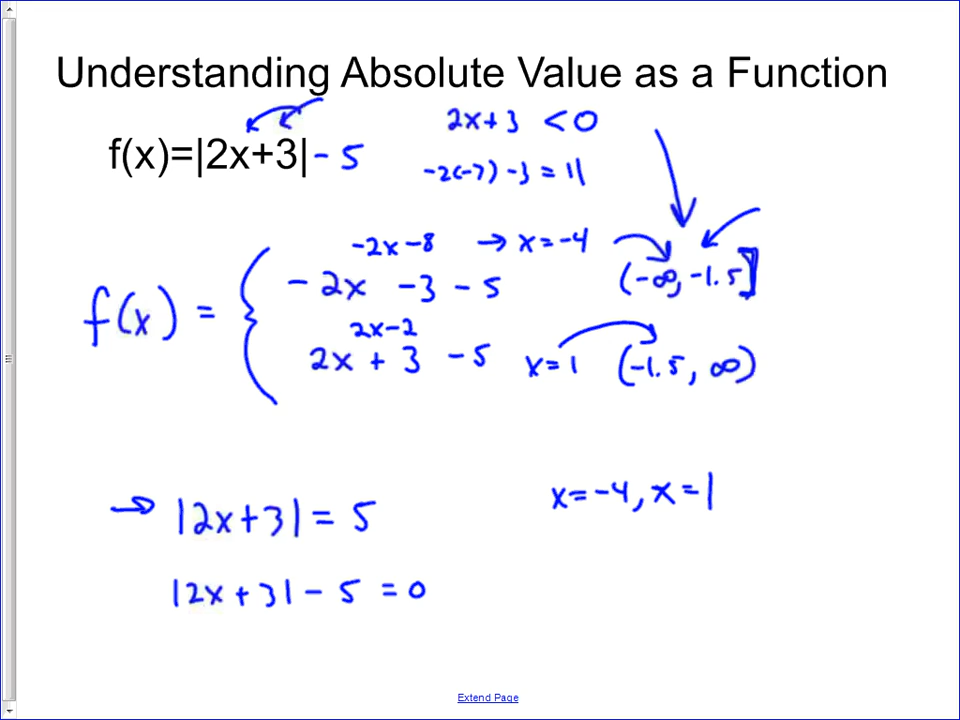 Understanding Absolute Value as a Function
2x+3 <0
f(x)=|2x+3| - 5
-2(-7) -3 = 11
-2x -8 → x=-4
- 2x -3 - 5 (-∞, -1.5]
f(x) = {
2x-2
2x + 3 - 5 x=1 (-1.5, ∞)
x=-4, x=1
→ |2x+3| = 5
|2x+3| - 5 = 0
Extend Page